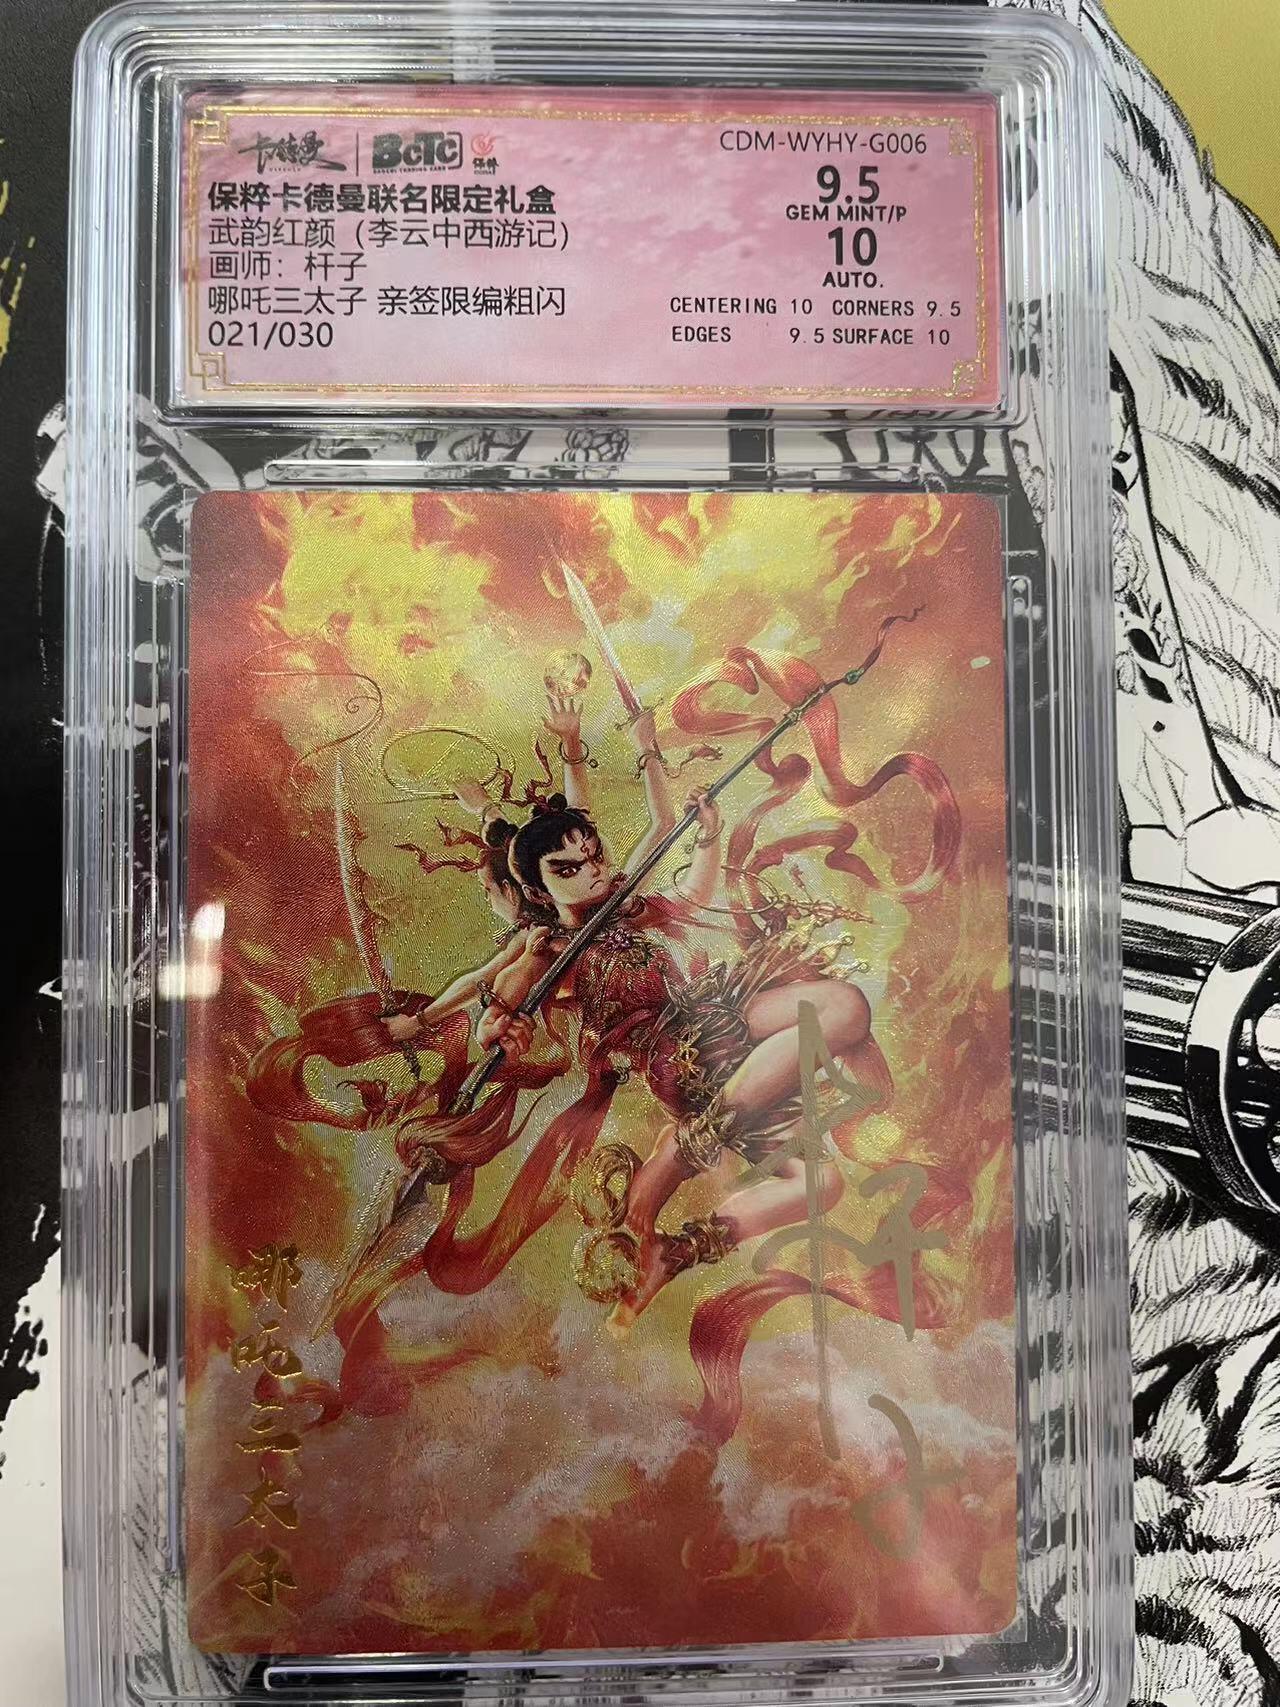 卡德曼 BCTC 保粹
CDM-WYHY-G006
保粹卡德曼联名限定礼盒
武韵红颜（李云中西游记）
画师：杆子
哪吒三太子 亲签限编粗闪
021/030
9.5
GEM MINT/P
10
AUTO.
CENTERING 10 CORNERS 9.5
EDGES 9.5 SURFACE 10
哪吒三太子
杆子